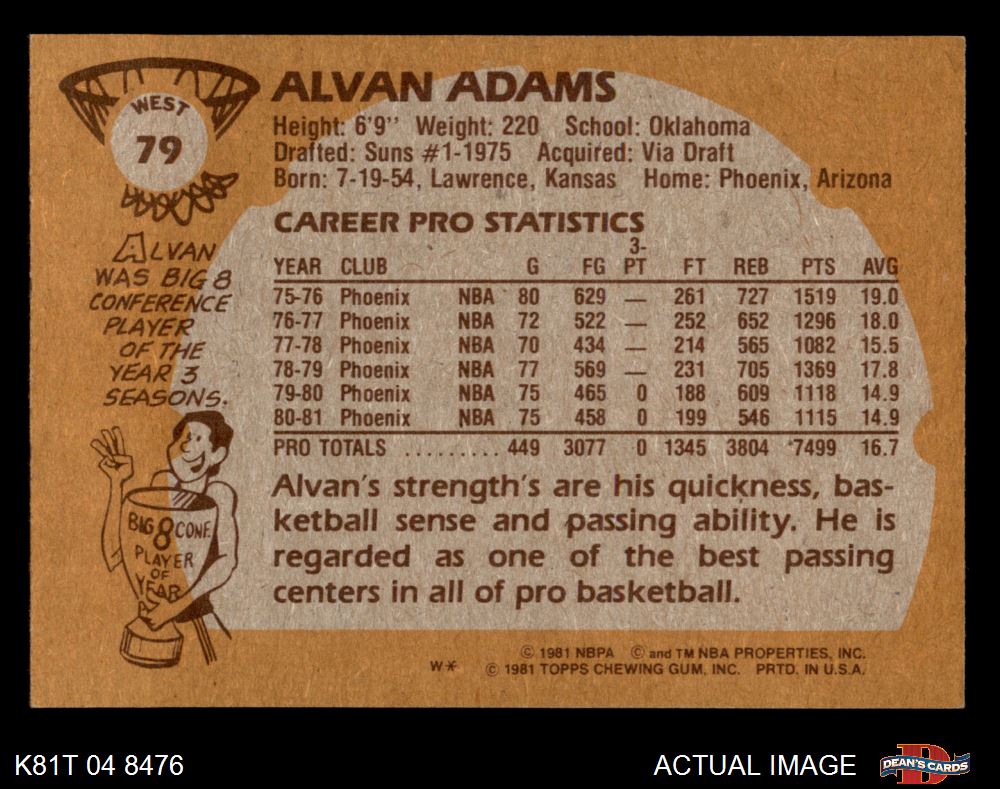 WEST
79
ALVAN ADAMS
Height: 6'9" Weight: 220 School: Oklahoma
Drafted: Suns #1-1975 Acquired: Via Draft
Born: 7-19-54, Lawrence, Kansas Home: Phoenix, Arizona
ALVAN
WAS BIG 8
CONFERENCE
PLAYER
OF THE
YEAR 3
SEASONS.
BIG 8 CONF.
PLAYER
OF
YEAR
CAREER PRO STATISTICS
3-
YEAR CLUB G FG PT FT REB PTS AVG
75-76 Phoenix NBA 80 629 — 261 727 1519 19.0
76-77 Phoenix NBA 72 522 — 252 652 1296 18.0
77-78 Phoenix NBA 70 434 — 214 565 1082 15.5
78-79 Phoenix NBA 77 569 — 231 705 1369 17.8
79-80 Phoenix NBA 75 465 0 188 609 1118 14.9
80-81 Phoenix NBA 75 458 0 199 546 1115 14.9
PRO TOTALS .......... 449 3077 0 1345 3804 7499 16.7
Alvan's strength's are his quickness, bas-
ketball sense and passing ability. He is
regarded as one of the best passing
centers in all of pro basketball.
© 1981 NBPA © and TM NBA PROPERTIES, INC.
W* © 1981 TOPPS CHEWING GUM, INC. PRTD. IN U.S.A.
K81T 04 8476
ACTUAL IMAGE
D
DEAN'S CARDS